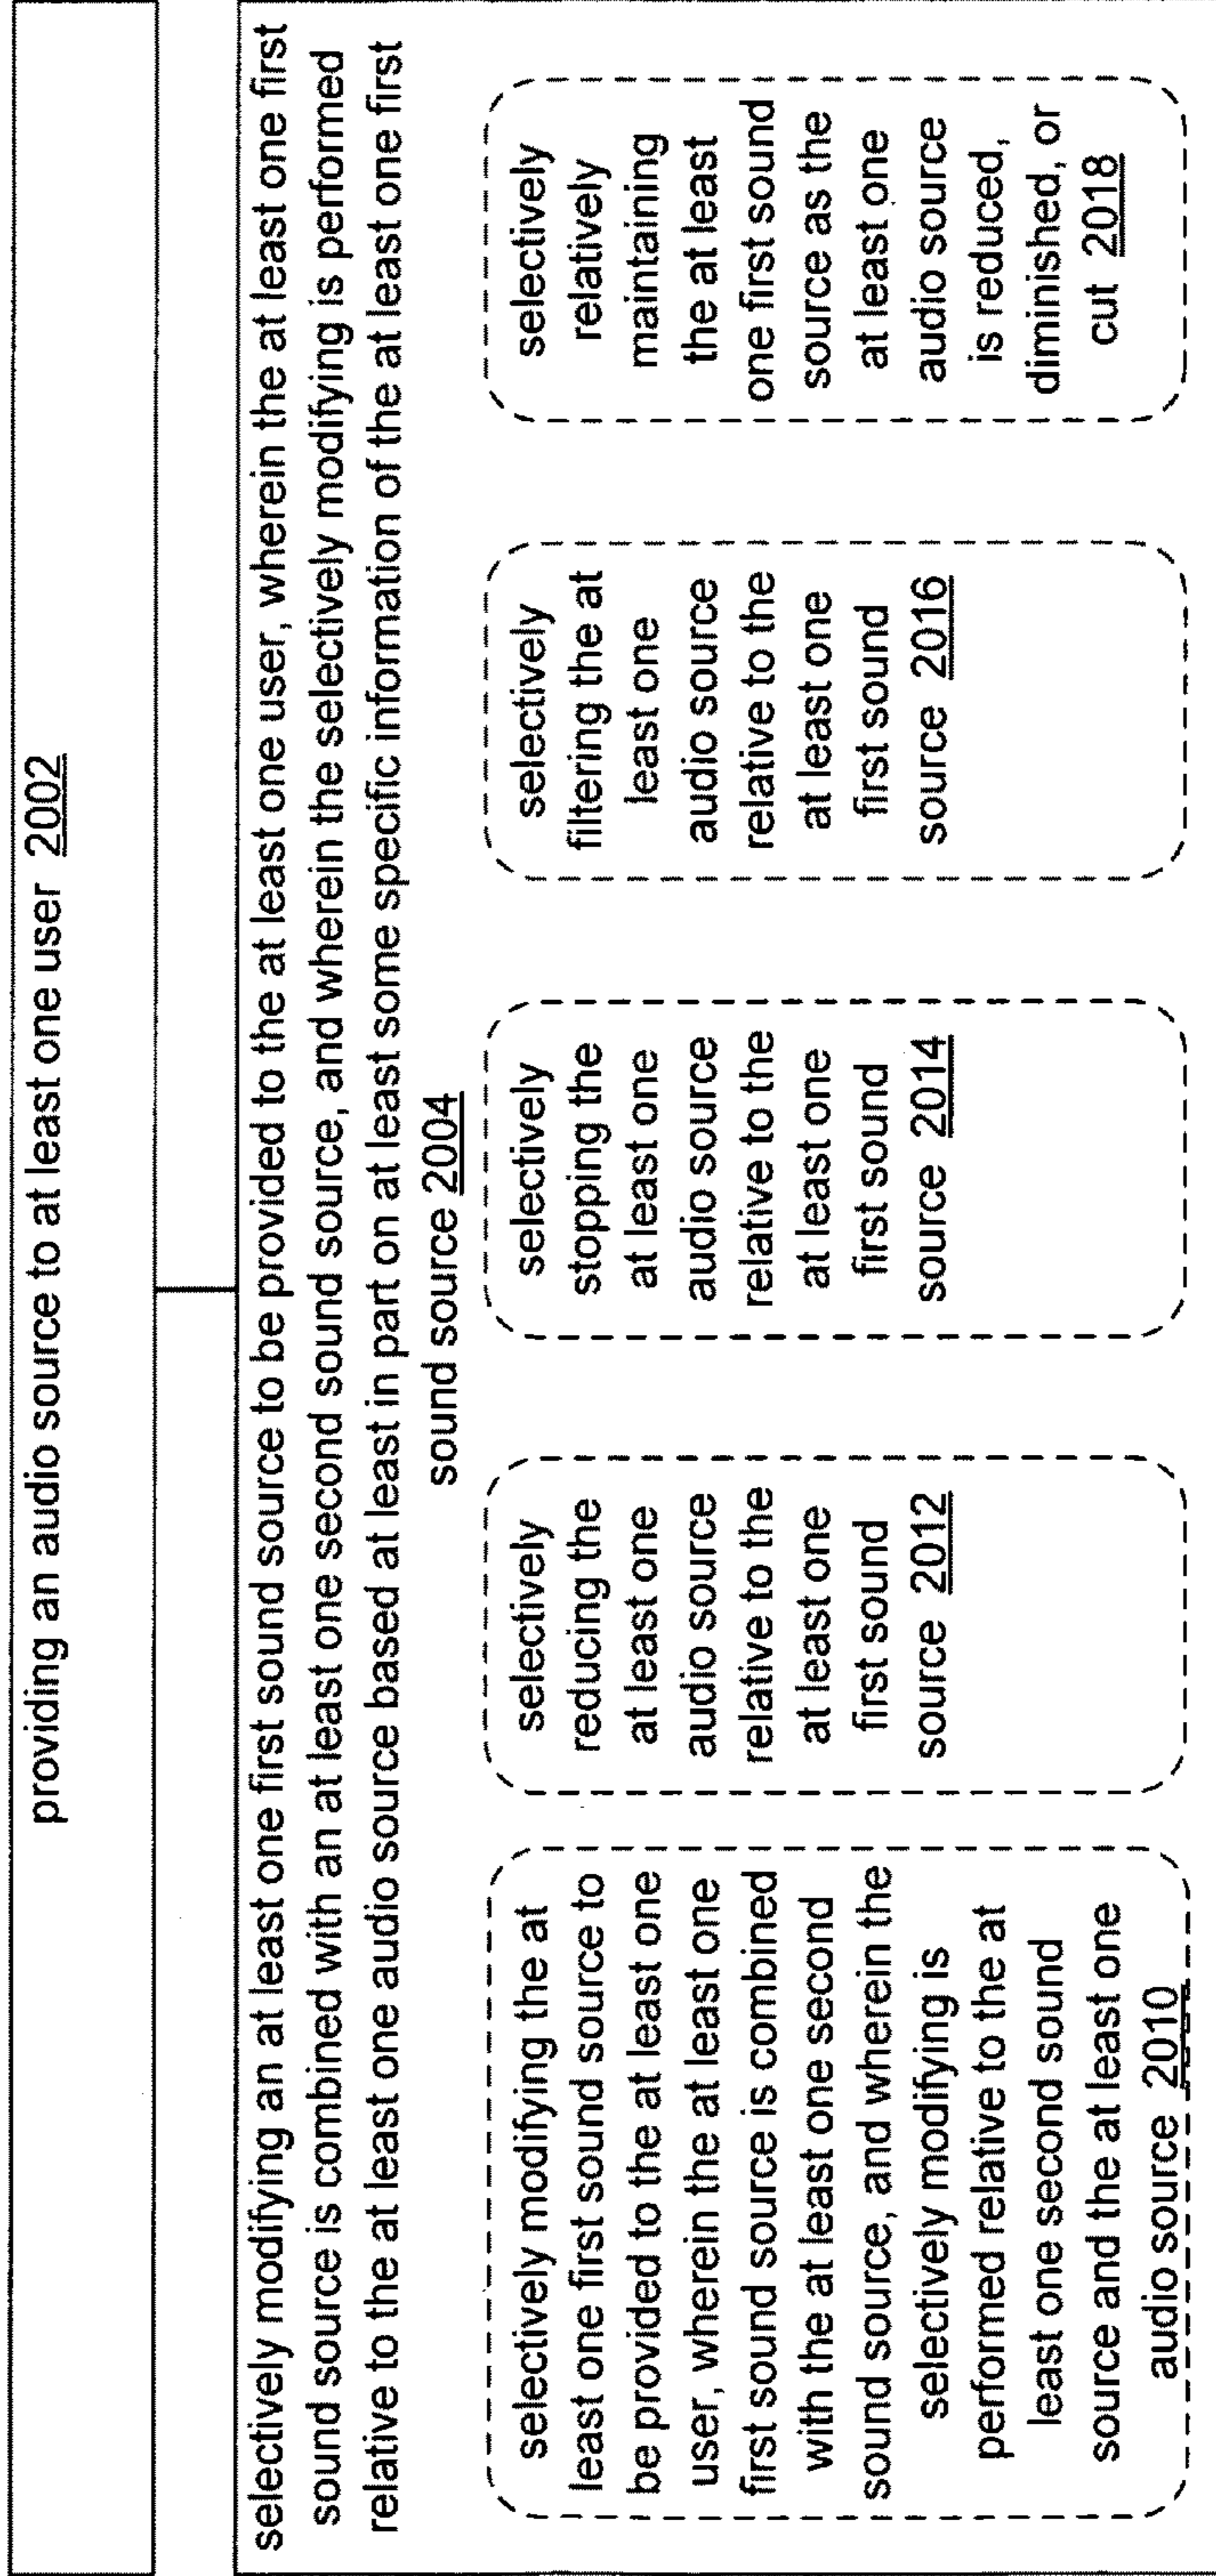 providing an audio source to at least one user 2002
selectively modifying an at least one first sound source to be provided to the at least one user, wherein the at least one first
sound source is combined with an at least one second sound source, and wherein the selectively modifying is performed
relative to the at least one audio source based at least in part on at least some specific information of the at least one first
sound source 2004
selectively modifying the at
least one first sound source to
be provided to the at least one
user, wherein the at least one
first sound source is combined
with the at least one second
sound source, and wherein the
selectively modifying is
performed relative to the at
least one second sound
source and the at least one
audio source 2010
selectively
reducing the
at least one
audio source
relative to the
at least one
first sound
source 2012
selectively
stopping the
at least one
audio source
relative to the
at least one
first sound
source 2014
selectively
filtering the at
least one
audio source
relative to the
at least one
first sound
source 2016
selectively
relatively
maintaining
the at least
one first sound
source as the
at least one
audio source
is reduced,
diminished, or
cut 2018